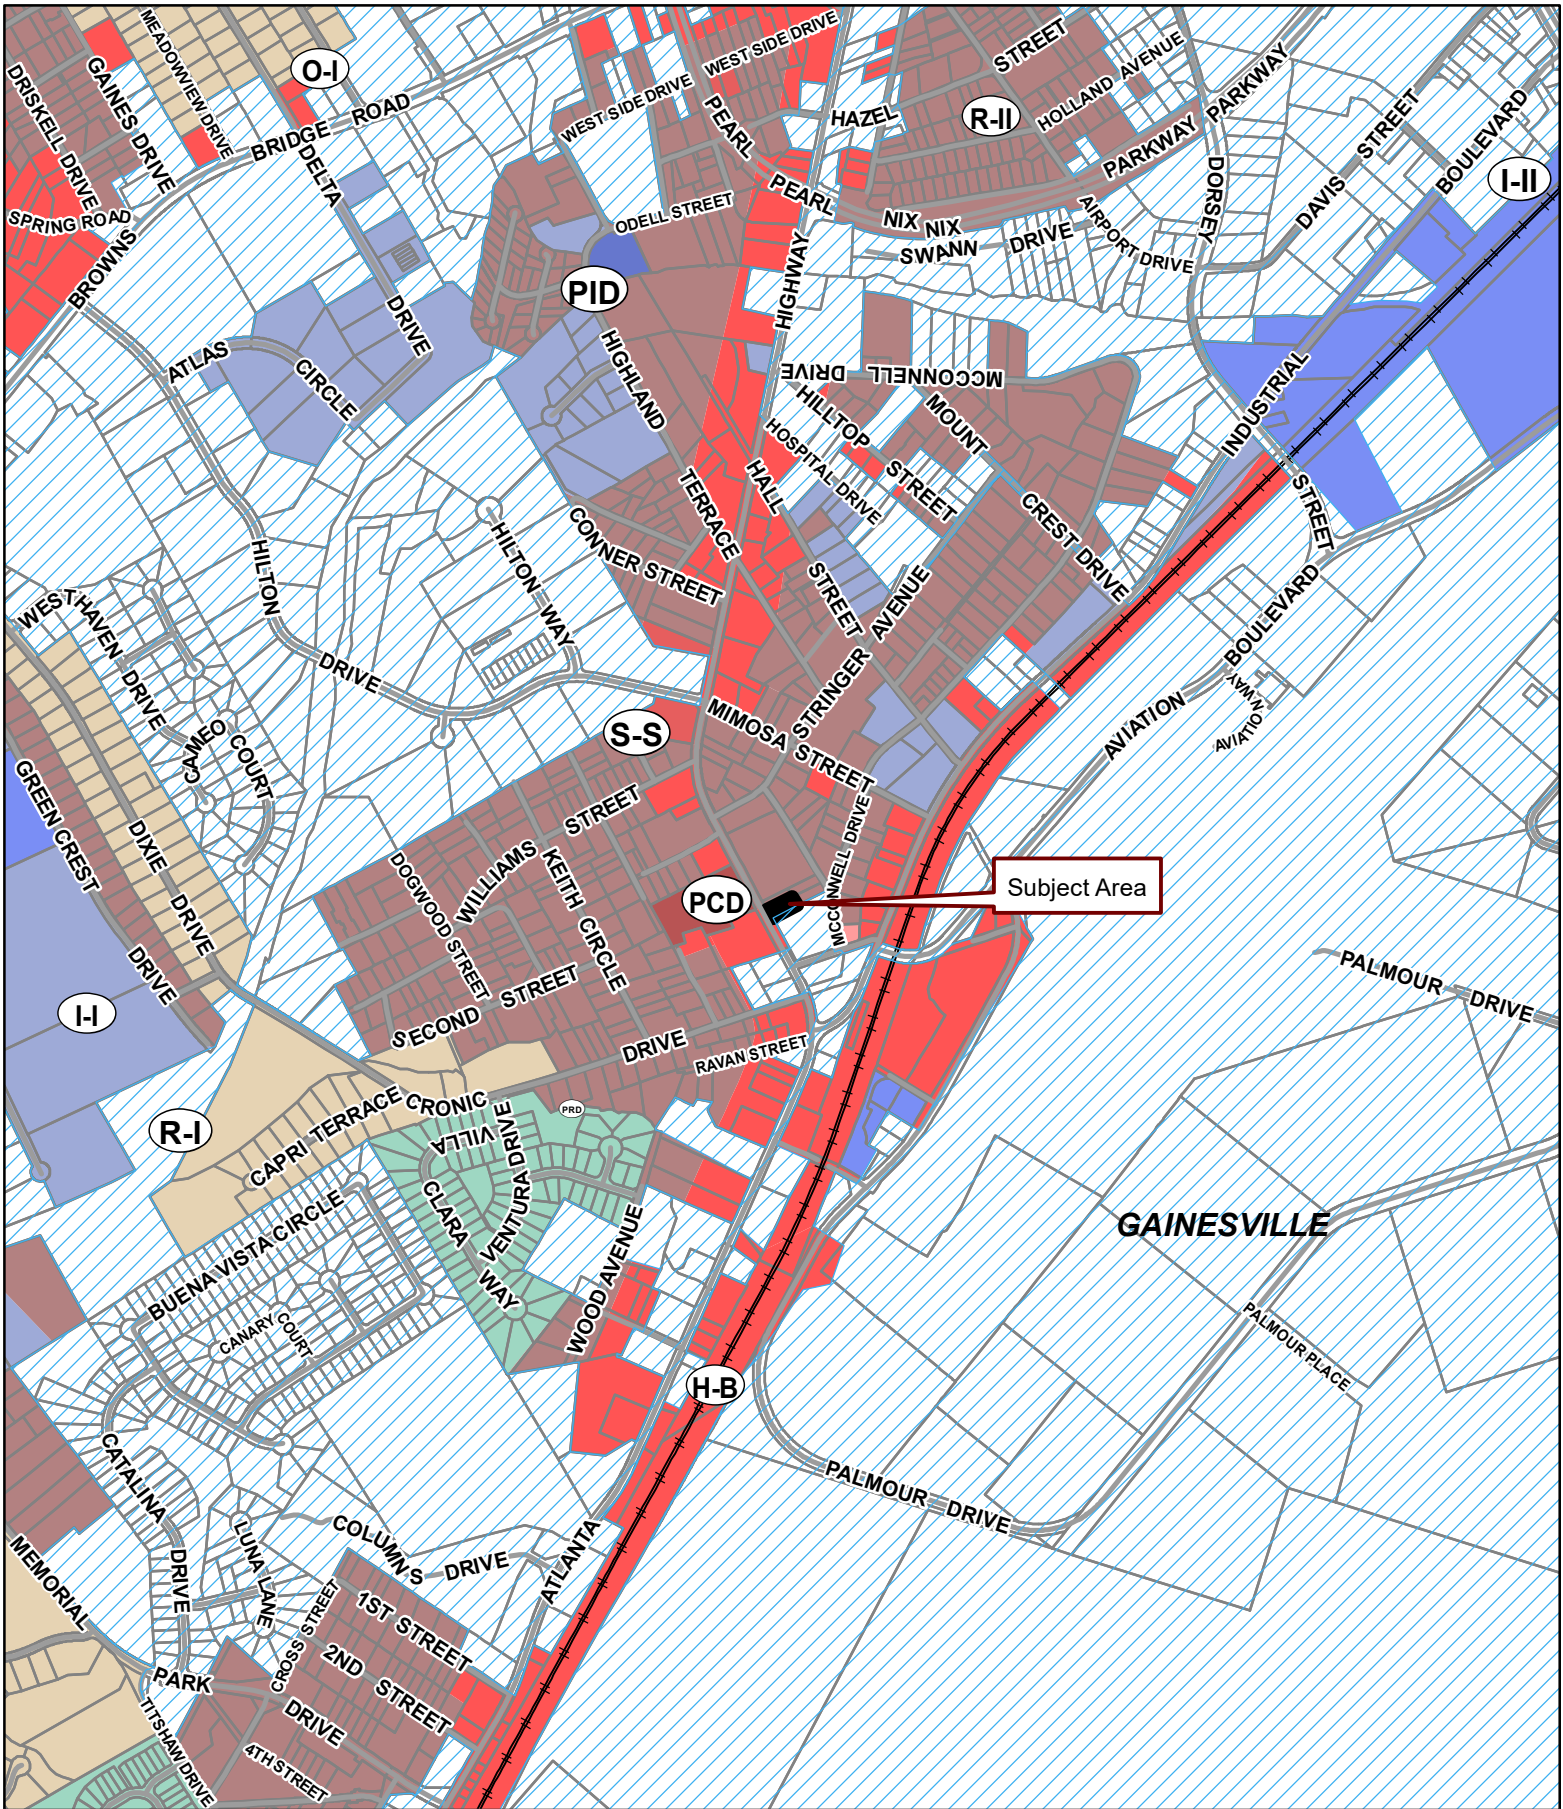 MEADOWVIEW DRIVE
WEST SIDE DRIVE
STREET
GAINES DRIVE
O-I
DRISKELL DRIVE
BRIDGE ROAD
WEST SIDE DRIVE
PEARL
HAZEL
R-II
HOLLAND AVENUE
PARKWAY
PARKWAY
DAVIS STREET
BOULEVARD
I-II
DELTA
DRIVE
DORSEY
SPRING ROAD
BROWNS
ODELL STREET
PEARL
NIX NIX
SWANN DRIVE
AIRPORT DRIVE
PID
HIGHWAY
ATLAS
CIRCLE
HIGHLAND
TERRACE
MCCONNELL DRIVE
HILLTOP
STREET
MOUNT
CREST DRIVE
INDUSTRIAL
STREET
HOSPITAL DRIVE
HALL
STREET
CONNER STREET
HILTON WAY
HILTON
DRIVE
AVENUE
STRINGER
WESTHAVEN
DRIVE
CAMEO
COURT
BOULEVARD
AVIATION
AVIATION WAY
S-S
MIMOSA STREET
GREEN CREST
DRIVE
DIXIE
DRIVE
WILLIAMS STREET
DOGWOOD STREET
KEITH CIRCLE
MCCONNELL DRIVE
MCCONNELL
PCD
Subject Area
PALMOUR DRIVE
I-I
SECOND STREET
DRIVE
RAVAN STREET
CRONIC
CAPRI TERRACE
PRD
R-I
VILLA
CLARA
WAY
VENTURA DRIVE
GAINESVILLE
BUENA VISTA CIRCLE
WOOD AVENUE
CANARY COURT
PALMOUR PLACE
H-B
CATALINA
DRIVE
PALMOUR DRIVE
COLUMNS
DRIVE
LUNA LANE
ATLANTA
MEMORIAL
PARK
DRIVE
CROSS STREET
1ST STREET
2ND STREET
TITSHAW DRIVE
4TH STREET